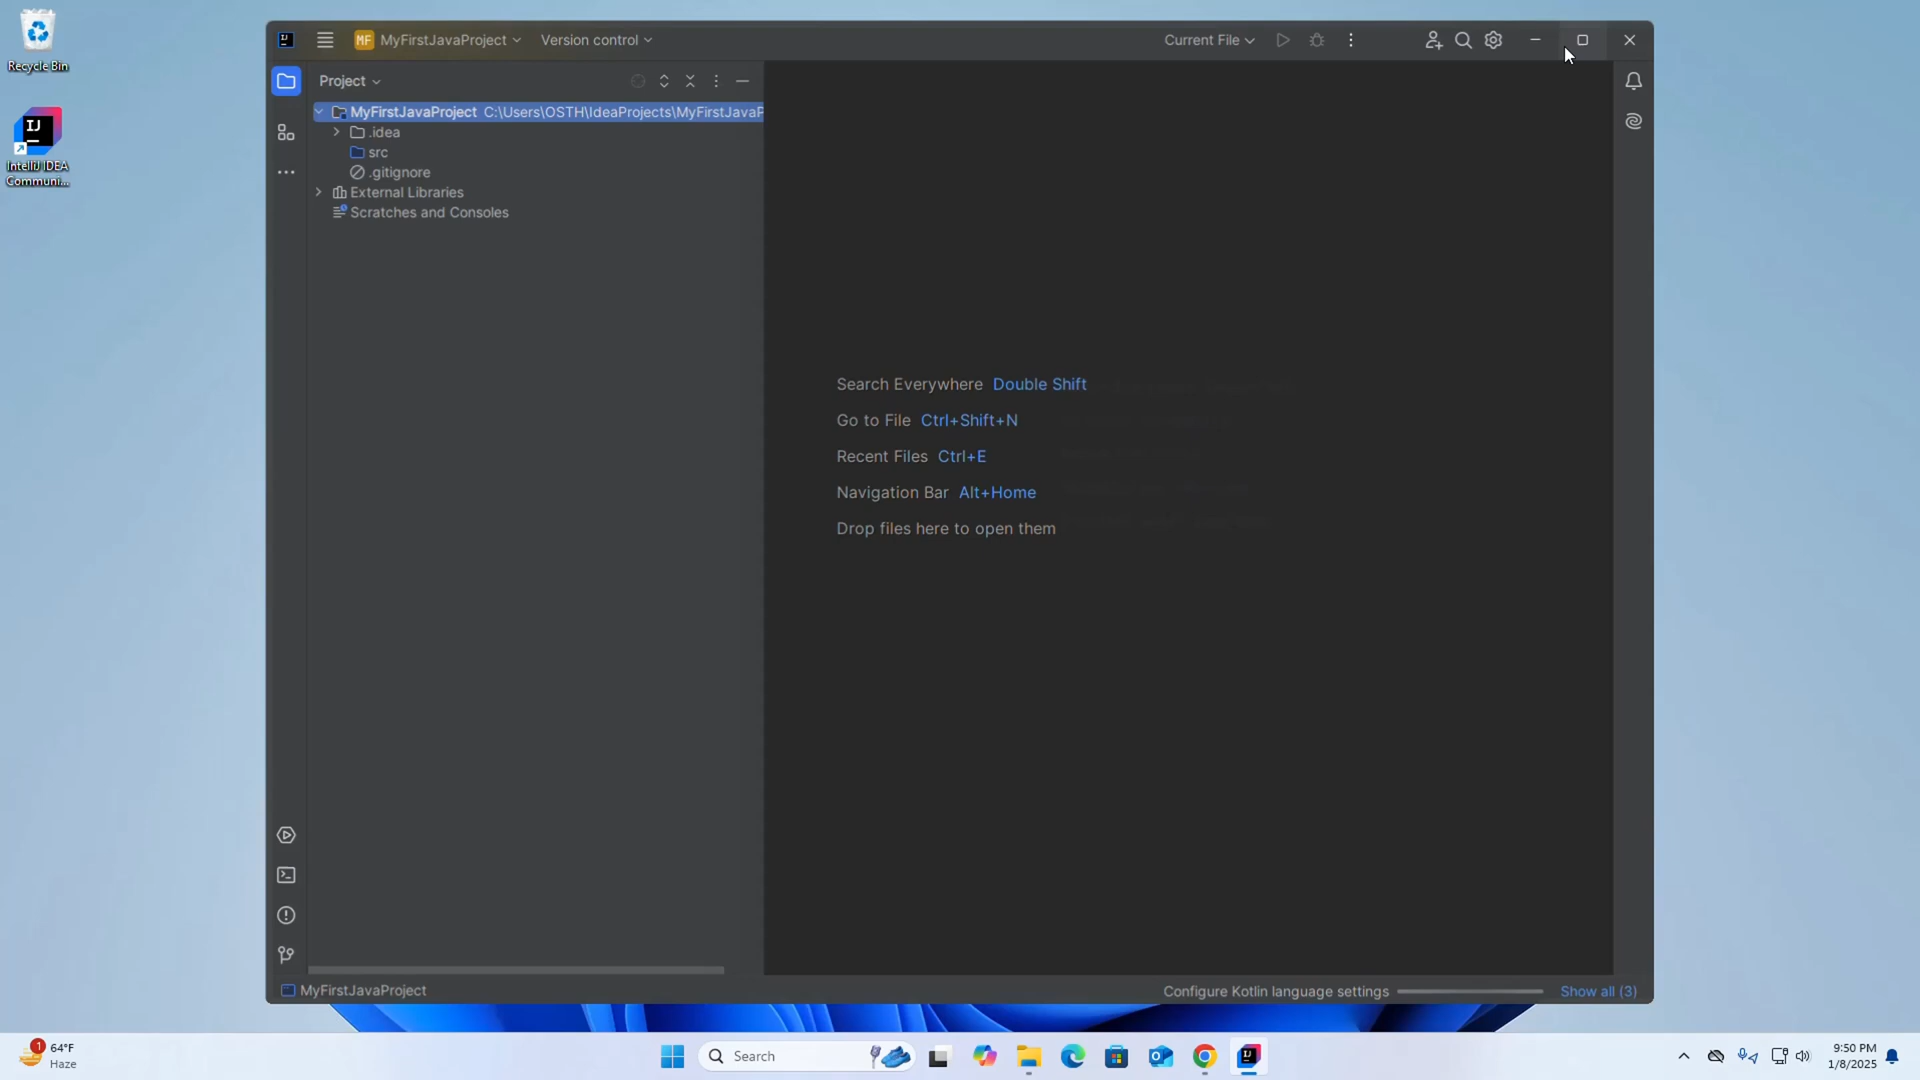 Recycle Bin
IntelliJ IDEA
Communi...
MF MyFirstJavaProject Version control Current File
Project
MyFirstJavaProject C:\Users\OSTH\IdeaProjects\MyFirstJavaP
.idea
src
.gitignore
External Libraries
Scratches and Consoles
Search Everywhere Double Shift
Go to File Ctrl+Shift+N
Recent Files Ctrl+E
Navigation Bar Alt+Home
Drop files here to open them
MyFirstJavaProject Configure Kotlin language settings Show all (3)
1 64°F
Haze
Search
9:50 PM
1/8/2025